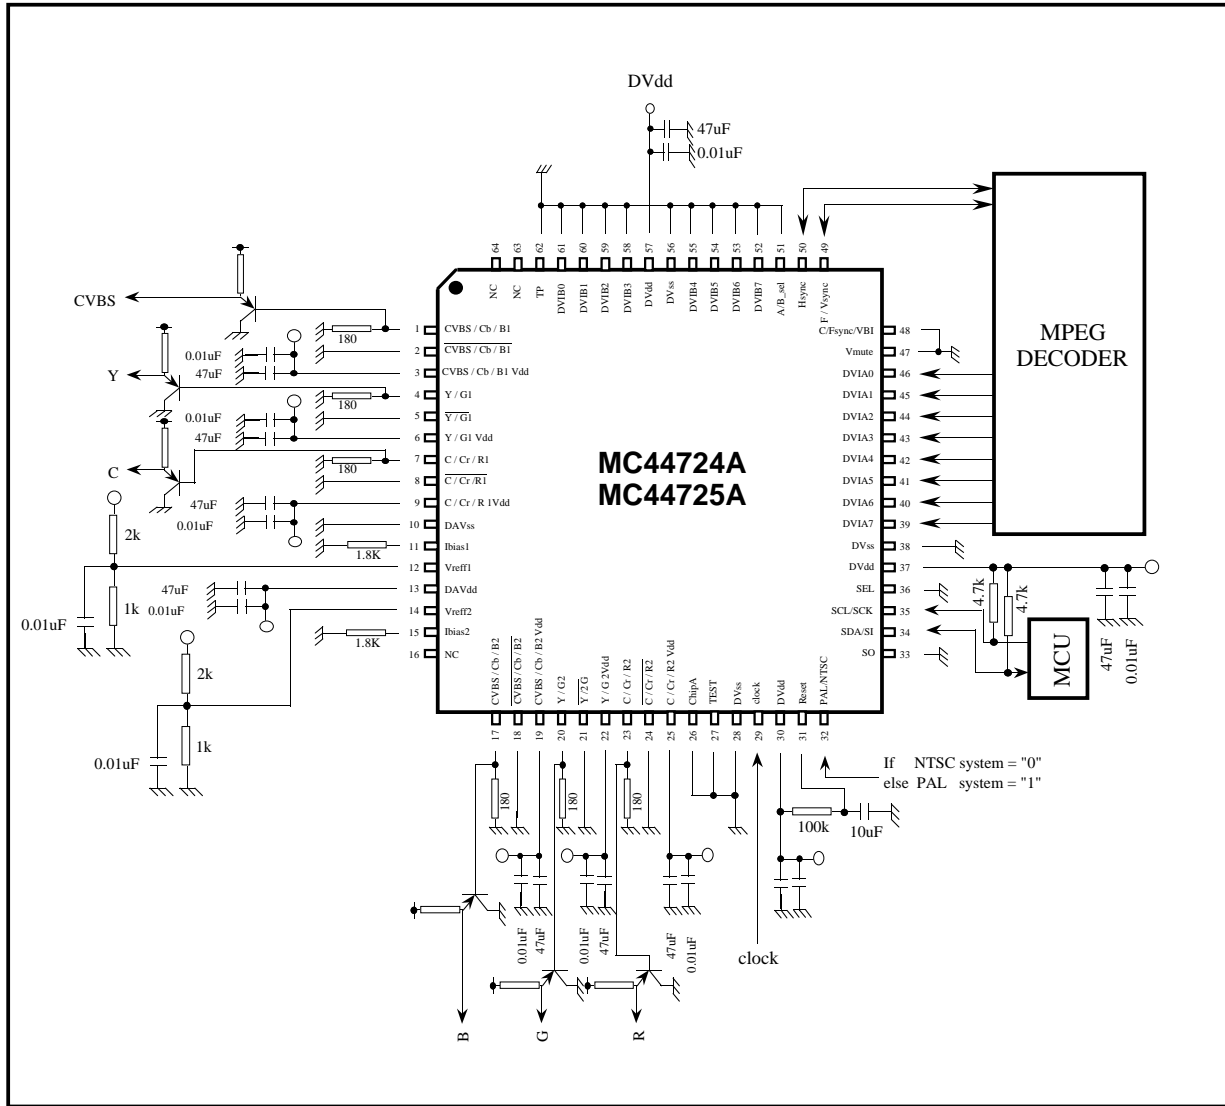 DVdd
47uF
0.01uF
64 63 62 61 60 59 58 57 56 55 54 53 52 51 50 49
NC NC TP DVIB0 DVIB1 DVIB2 DVIB3 DVdd DVss DVIB4 DVIB5 DVIB6 DVIB7 A/B_sel Hsync F / Vsync
MPEG
DECODER
MC44724A
MC44725A
CVBS
Y
C
1 CVBS / Cb / B1
2 CVBS / Cb / B1
3 CVBS / Cb / B1 Vdd
4 Y / G1
5 Y / G1
6 Y / G1 Vdd
7 C / Cr / R1
8 C / Cr /R1
9 C / Cr / R 1Vdd
10 DAVss
11 Ibias1
12 Vreff1
13 DAVdd
14 Vreff2
15 Ibias2
16 NC
180
0.01uF
47uF
180
0.01uF
47uF
180
47uF
0.01uF
1.8K
2k
1k
0.01uF
47uF
0.01uF
1.8K
2k
1k
0.01uF
C/Fsync/VBI 48
Vmute 47
DVIA0 46
DVIA1 45
DVIA2 44
DVIA3 43
DVIA4 42
DVIA5 41
DVIA6 40
DVIA7 39
DVss 38
DVdd 37
SEL 36
SCL/SCK 35
SDA/SI 34
SO 33
4.7k
4.7k
MCU
47uF
0.01uF
CVBS / Cb / B2
CVBS / Cb / B2
CVBS / Cb / B2 Vdd
Y / G2
Y /2 G
Y / G 2Vdd
C / Cr / R2
C / Cr / R2
C / Cr / R2 Vdd
ChipA
TEST
DVss
clock
DVdd
Reset
PAL/NTSC
17 18 19 20 21 22 23 24 25 26 27 28 29 30 31 32
If NTSC system = "0"
else PAL system = "1"
180
180
180
100k
10uF
0.01uF
47uF
0.01uF
47uF
47uF
0.01uF
clock
B
G
R